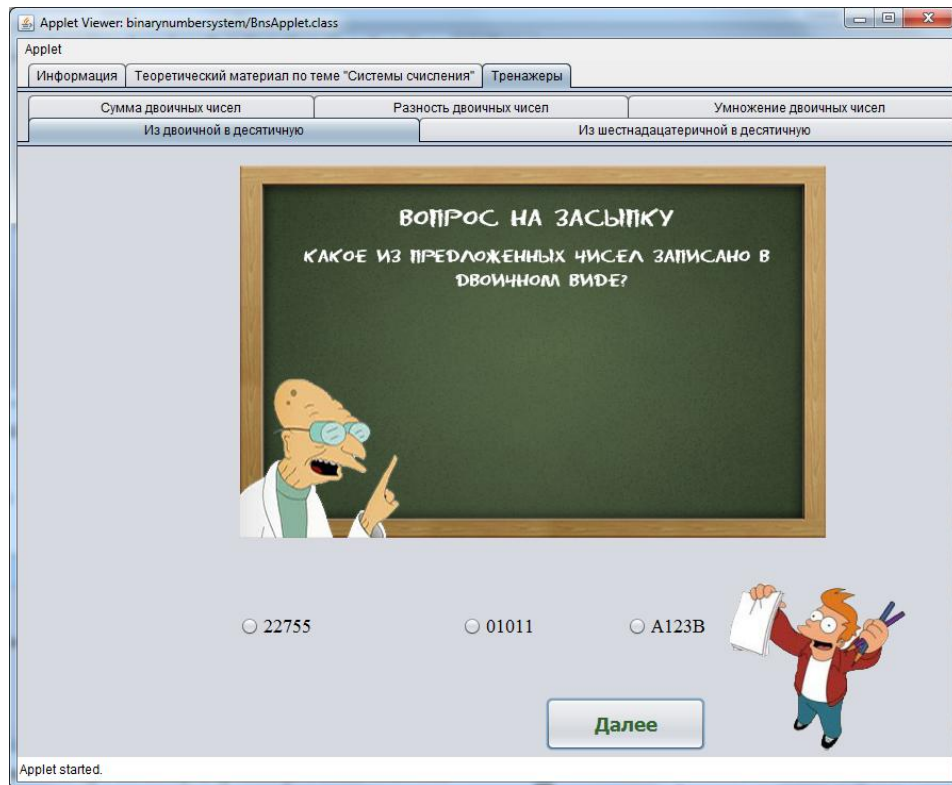 Applet Viewer: binarynumbersystem/BnsApplet.class
Applet
Информация Теоретический материал по теме "Системы счисления" Тренажеры
Сумма двоичных чисел Разность двоичных чисел Умножение двоичных чисел
Из двоичной в десятичную Из шестнадацатеричной в десятичную
ВОПРОС НА ЗАСЫПКУ
КАКОЕ ИЗ ПРЕДЛОЖЕННЫХ ЧИСЕЛ ЗАПИСАНО В
ДВОИЧНОМ ВИДЕ?
22755 01011 A123B
Далее
Applet started.